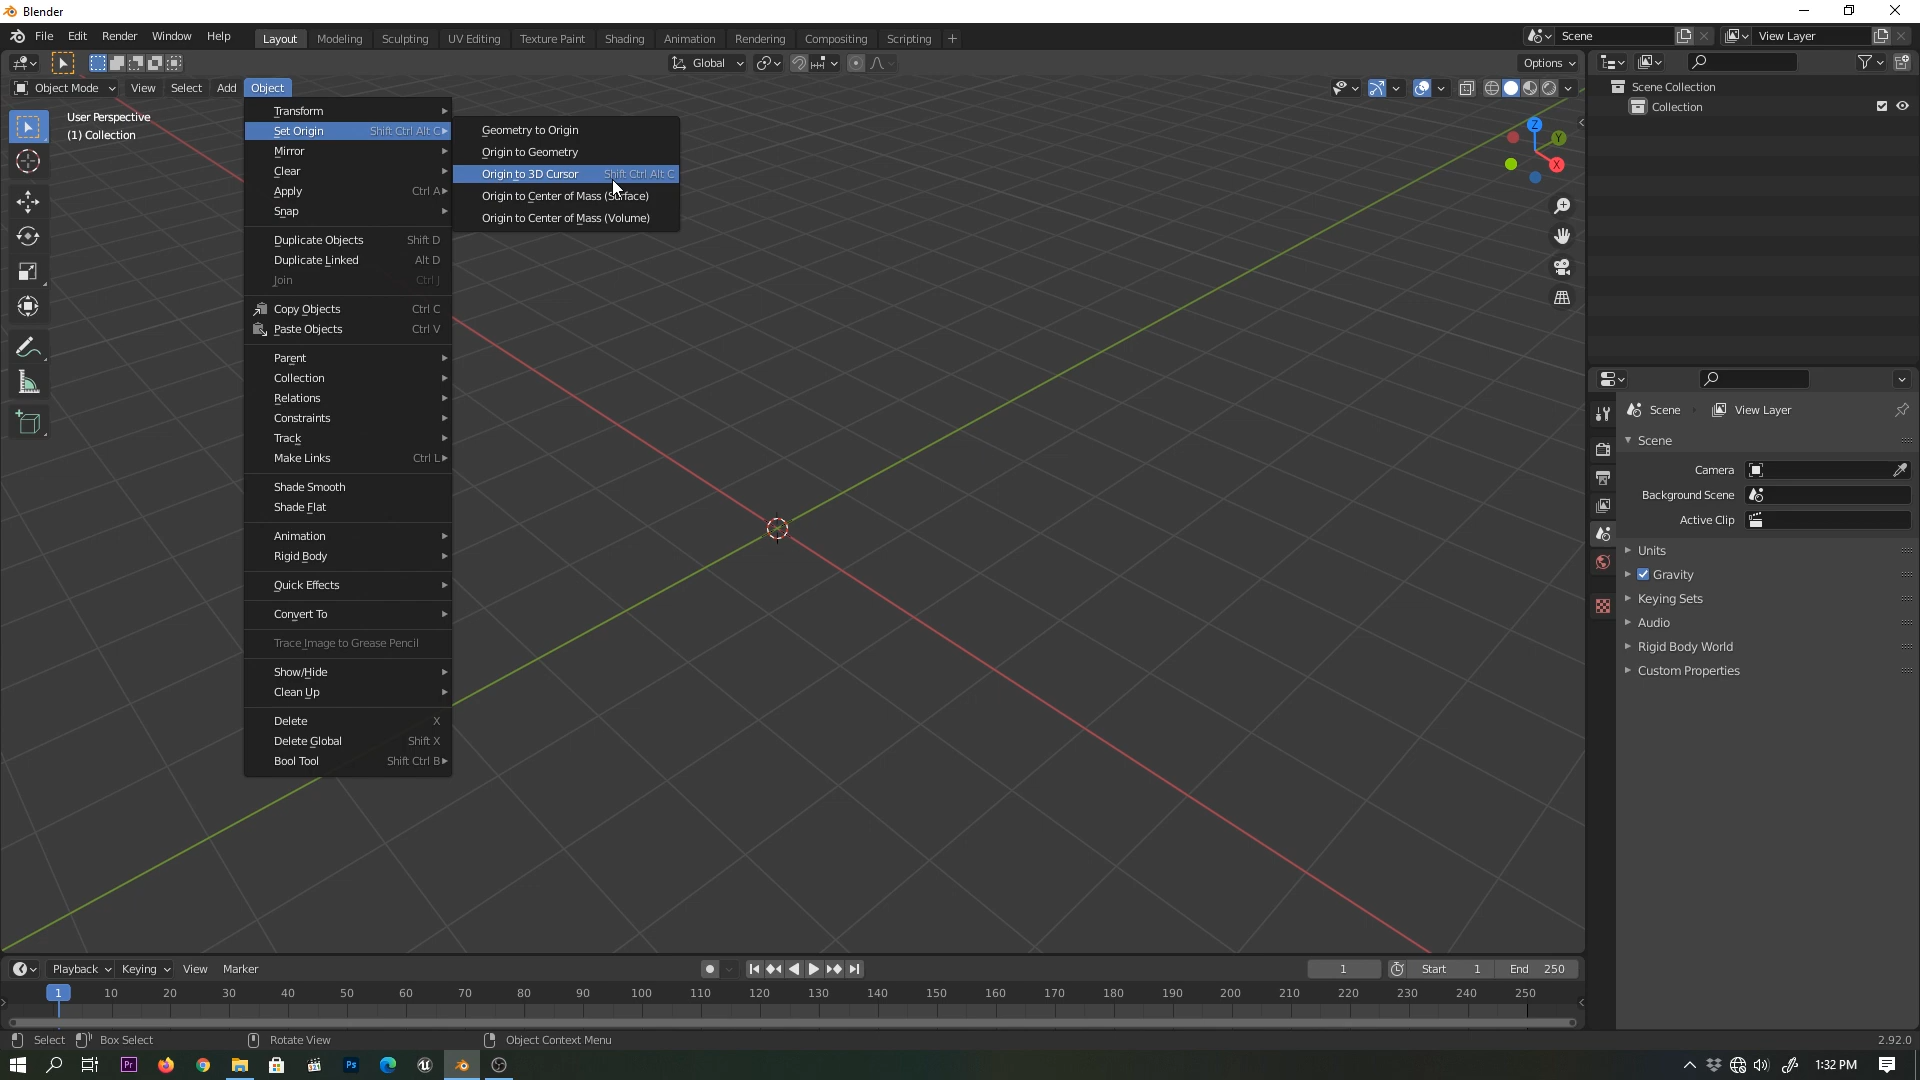 Blender
File Edit Render Window Help
Layout Modeling Sculpting UV Editing Texture Paint Shading Animation Rendering Compositing Scripting +
Scene View Layer
Global Options
Object Mode View Select Add Object
User Perspective
(1) Collection
Transform
Set Origin Shift Ctrl Alt C
Mirror
Clear
Apply Ctrl A
Snap
Duplicate Objects Shift D
Duplicate Linked Alt D
Join Ctrl J
Copy Objects Ctrl C
Paste Objects Ctrl V
Parent
Collection
Relations
Constraints
Track
Make Links Ctrl L
Shade Smooth
Shade Flat
Animation
Rigid Body
Quick Effects
Convert To
Trace Image to Grease Pencil
Show/Hide
Clean Up
Delete X
Delete Global Shift X
Bool Tool Shift Ctrl B
Geometry to Origin
Origin to Geometry
Origin to 3D Cursor Shift Ctrl Alt C
Origin to Center of Mass (Surface)
Origin to Center of Mass (Volume)
Z
Y
X
Scene Collection
Collection
Scene View Layer
Scene
Camera
Background Scene
Active Clip
Units
Gravity
Keying Sets
Audio
Rigid Body World
Custom Properties
Playback Keying View Marker
1 Start 1 End 250
1 10 20 30 40 50 60 70 80 90 100 110 120 130 140 150 160 170 180 190 200 210 220 230 240 250
Select Box Select Rotate View Object Context Menu 2.92.0
Pr Ps 1:32 PM